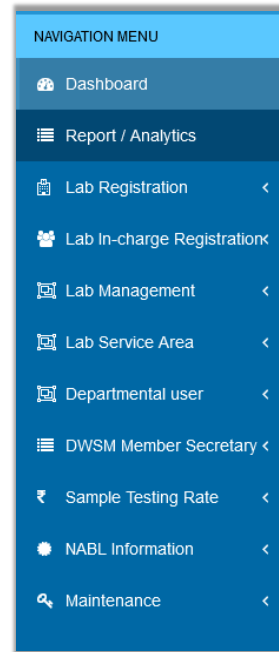 NAVIGATION MENU
Dashboard
Report / Analytics
Lab Registration
Lab In-charge Registration
Lab Management
Lab Service Area
Departmental user
DWSM Member Secretary
₹ Sample Testing Rate
NABL Information
Maintenance